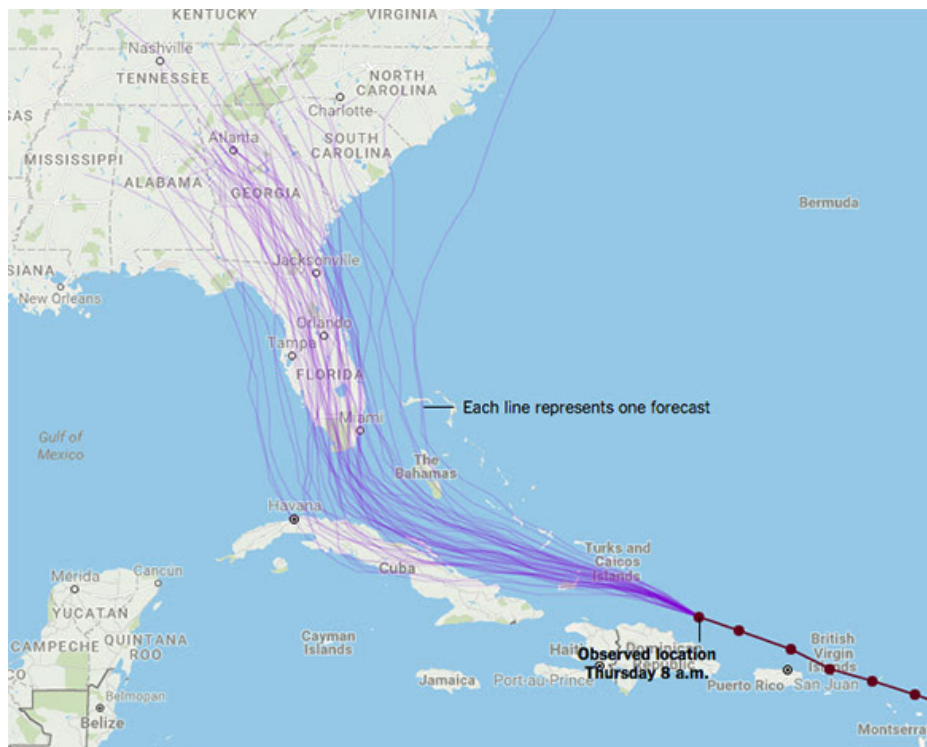 KENTUCKY
VIRGINIA
Nashville
TENNESSEE
NORTH
CAROLINA
Charlotte
SAS
Atlanta
SOUTH
CAROLINA
MISSISSIPPI
ALABAMA
GEORGIA
Bermuda
SIANA
Jacksonville
New Orleans
Orlando
Tampa
FLORIDA
Each line represents one forecast
Miami
Gulf of
Mexico
The
Bahamas
Havana
Turks and
Caicos
Islands
Cuba
Mérida
Cancun
YUCATÁN
CAMPECHE
QUINTANA
ROO
CO
Cayman
Islands
Haiti
Dominican
Republic
Observed location
Thursday 8 a.m.
British
Virgin
Islands
Jamaica
Port-au-Prince
Puerto Rico
San Juan
Belmopan
Belize
Montserra